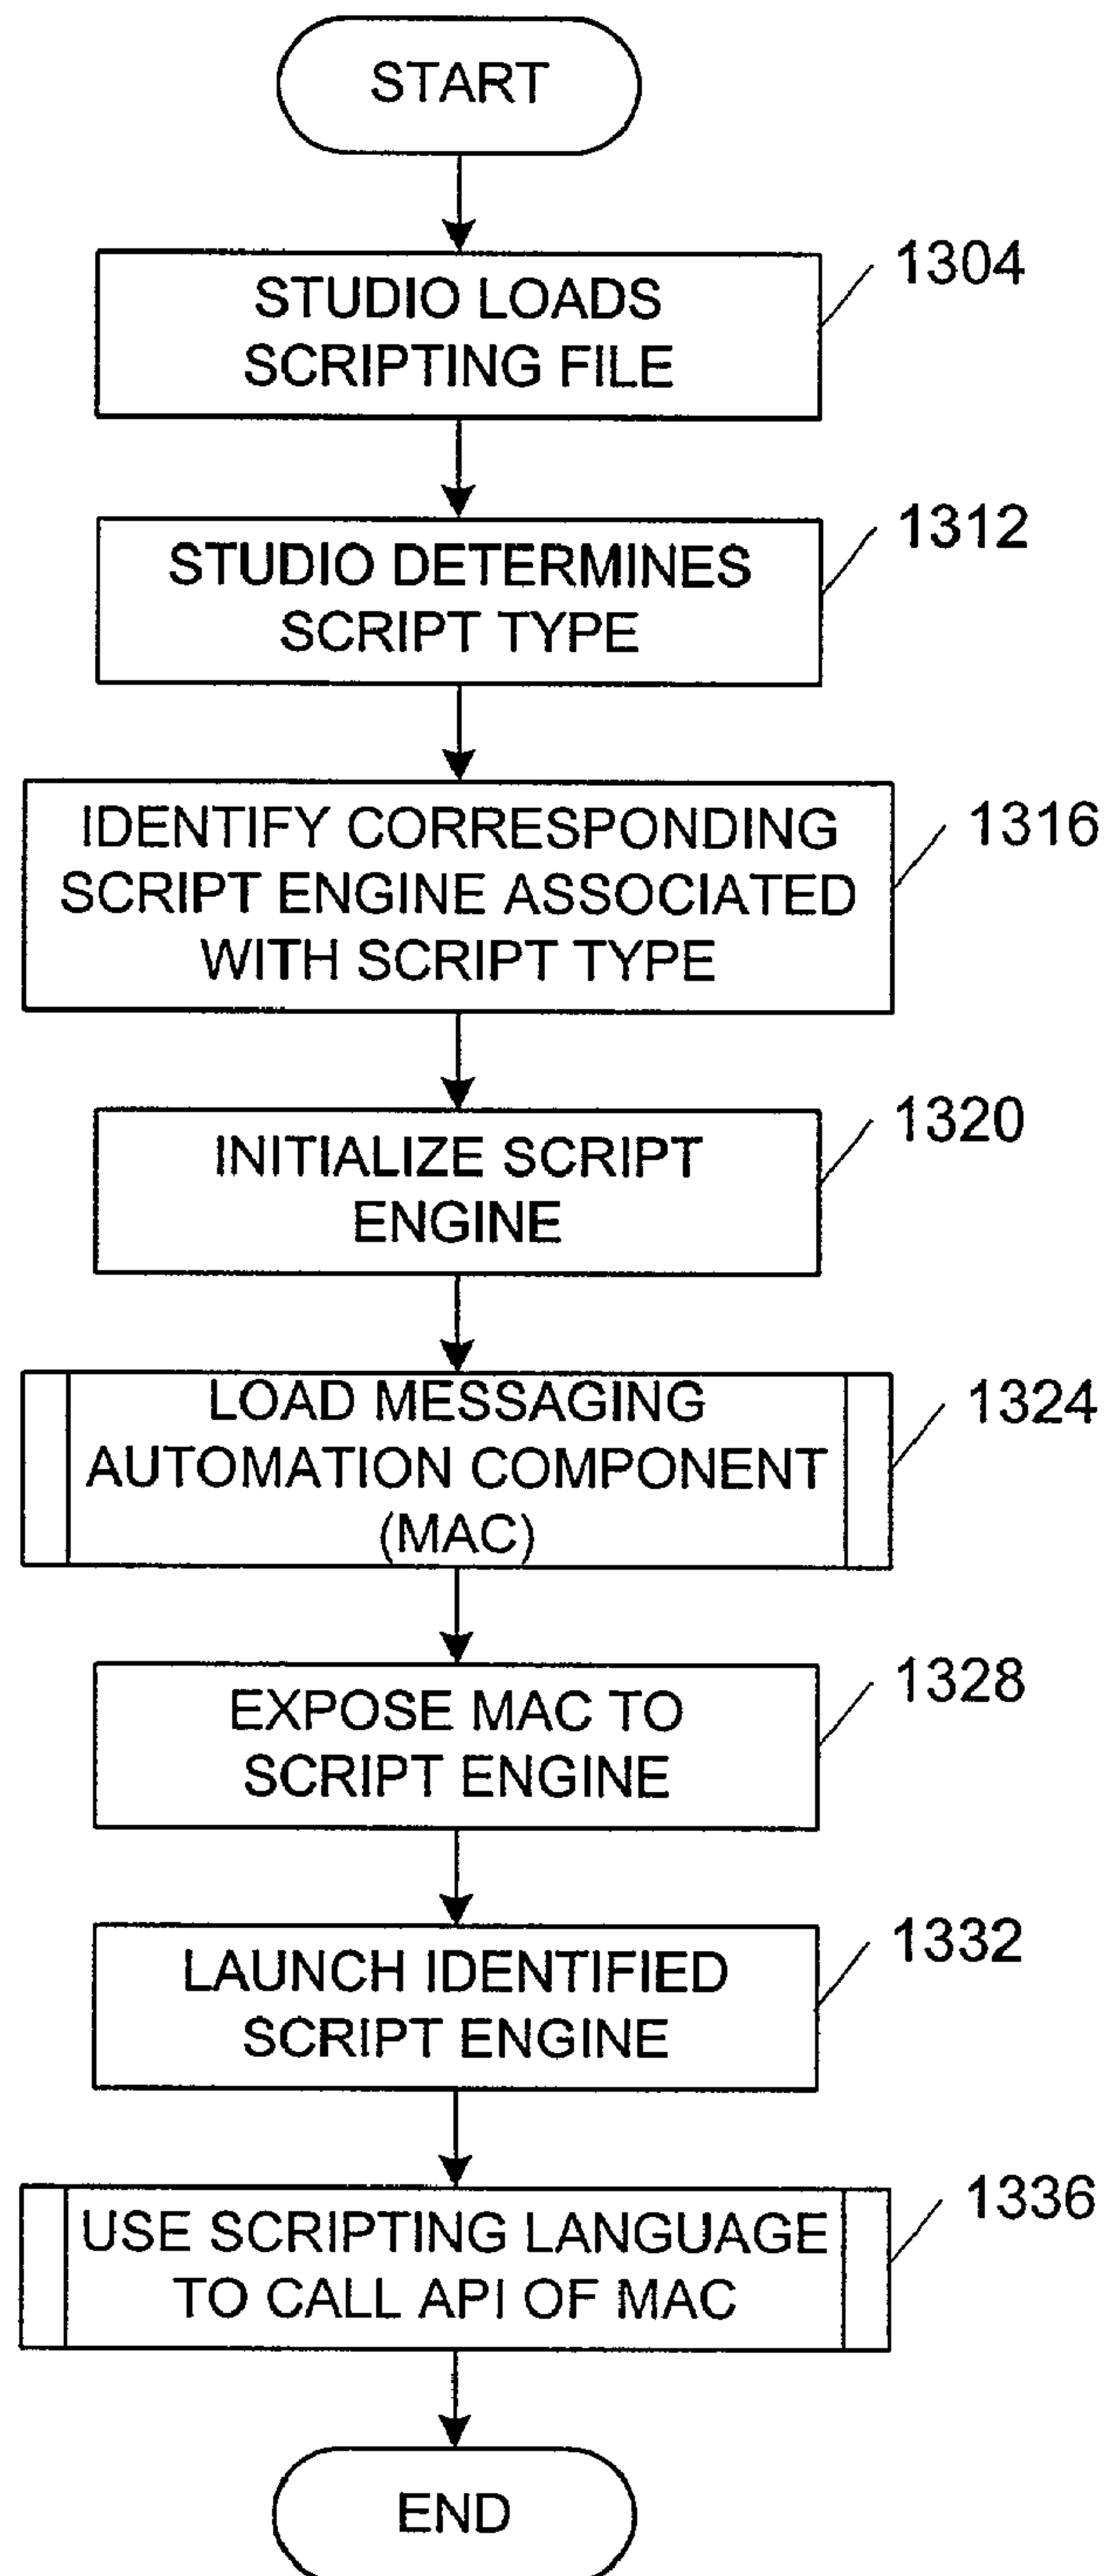 START
STUDIO LOADS
SCRIPTING FILE
1304
STUDIO DETERMINES
SCRIPT TYPE
1312
IDENTIFY CORRESPONDING
SCRIPT ENGINE ASSOCIATED
WITH SCRIPT TYPE
1316
INITIALIZE SCRIPT
ENGINE
1320
LOAD MESSAGING
AUTOMATION COMPONENT
(MAC)
1324
EXPOSE MAC TO
SCRIPT ENGINE
1328
LAUNCH IDENTIFIED
SCRIPT ENGINE
1332
USE SCRIPTING LANGUAGE
TO CALL API OF MAC
1336
END